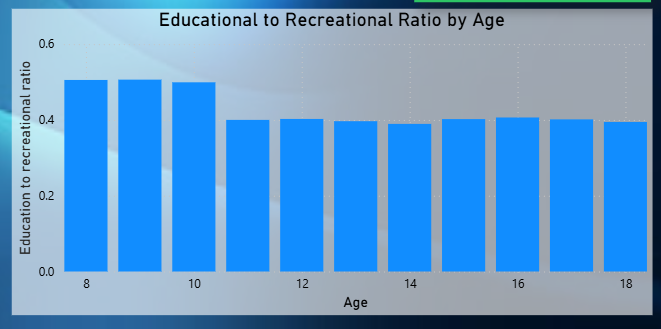 Educational to Recreational Ratio by Age
Education to recreational ratio
0.6
0.4
0.2
0.0
8 10 12 14 16 18
Age